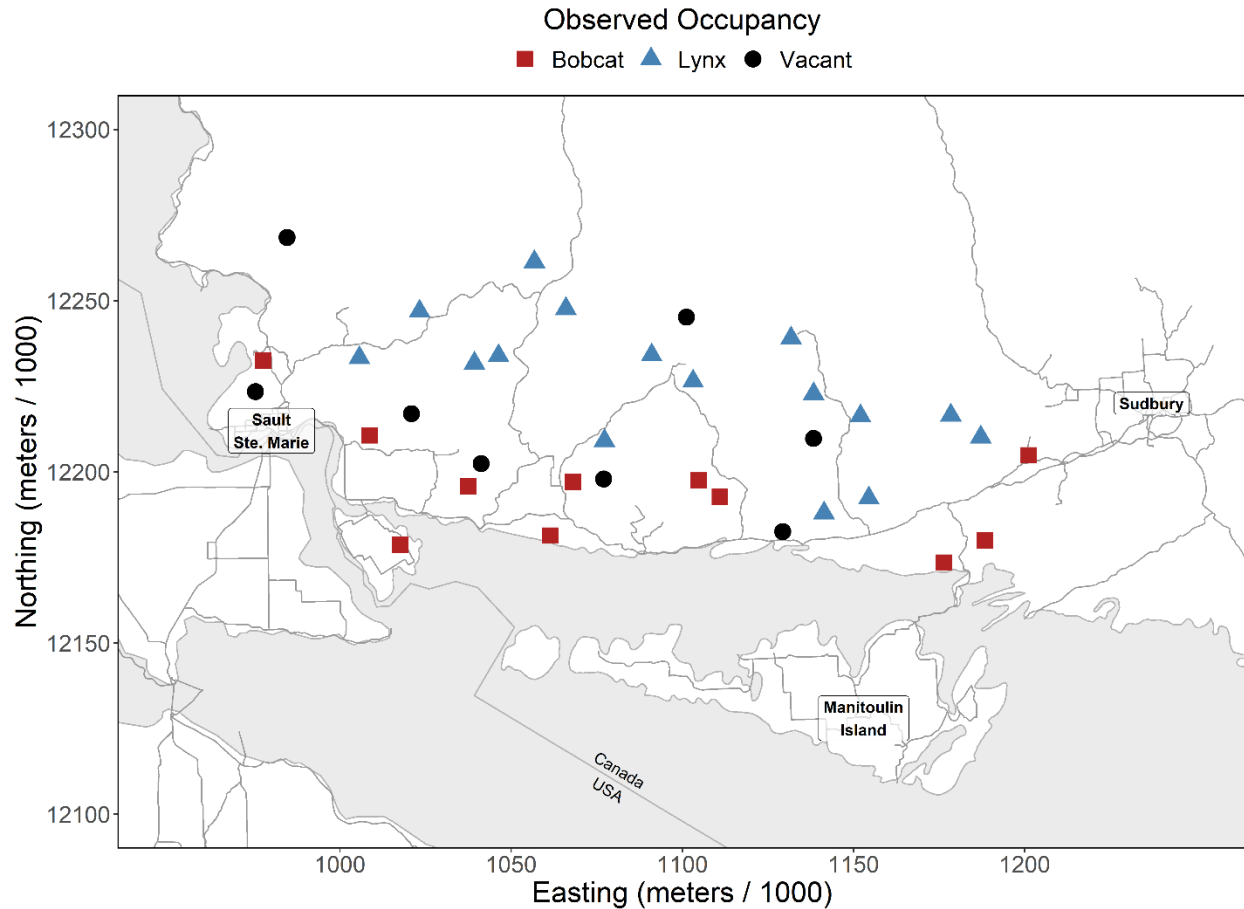 Observed Occupancy
Bobcat Lynx Vacant
Northing (meters / 1000)
12300
12250
12200
12150
12100
Sault
Ste. Marie
Sudbury
Manitoulin
Island
Canada
USA
1000 1050 1100 1150 1200
Easting (meters / 1000)